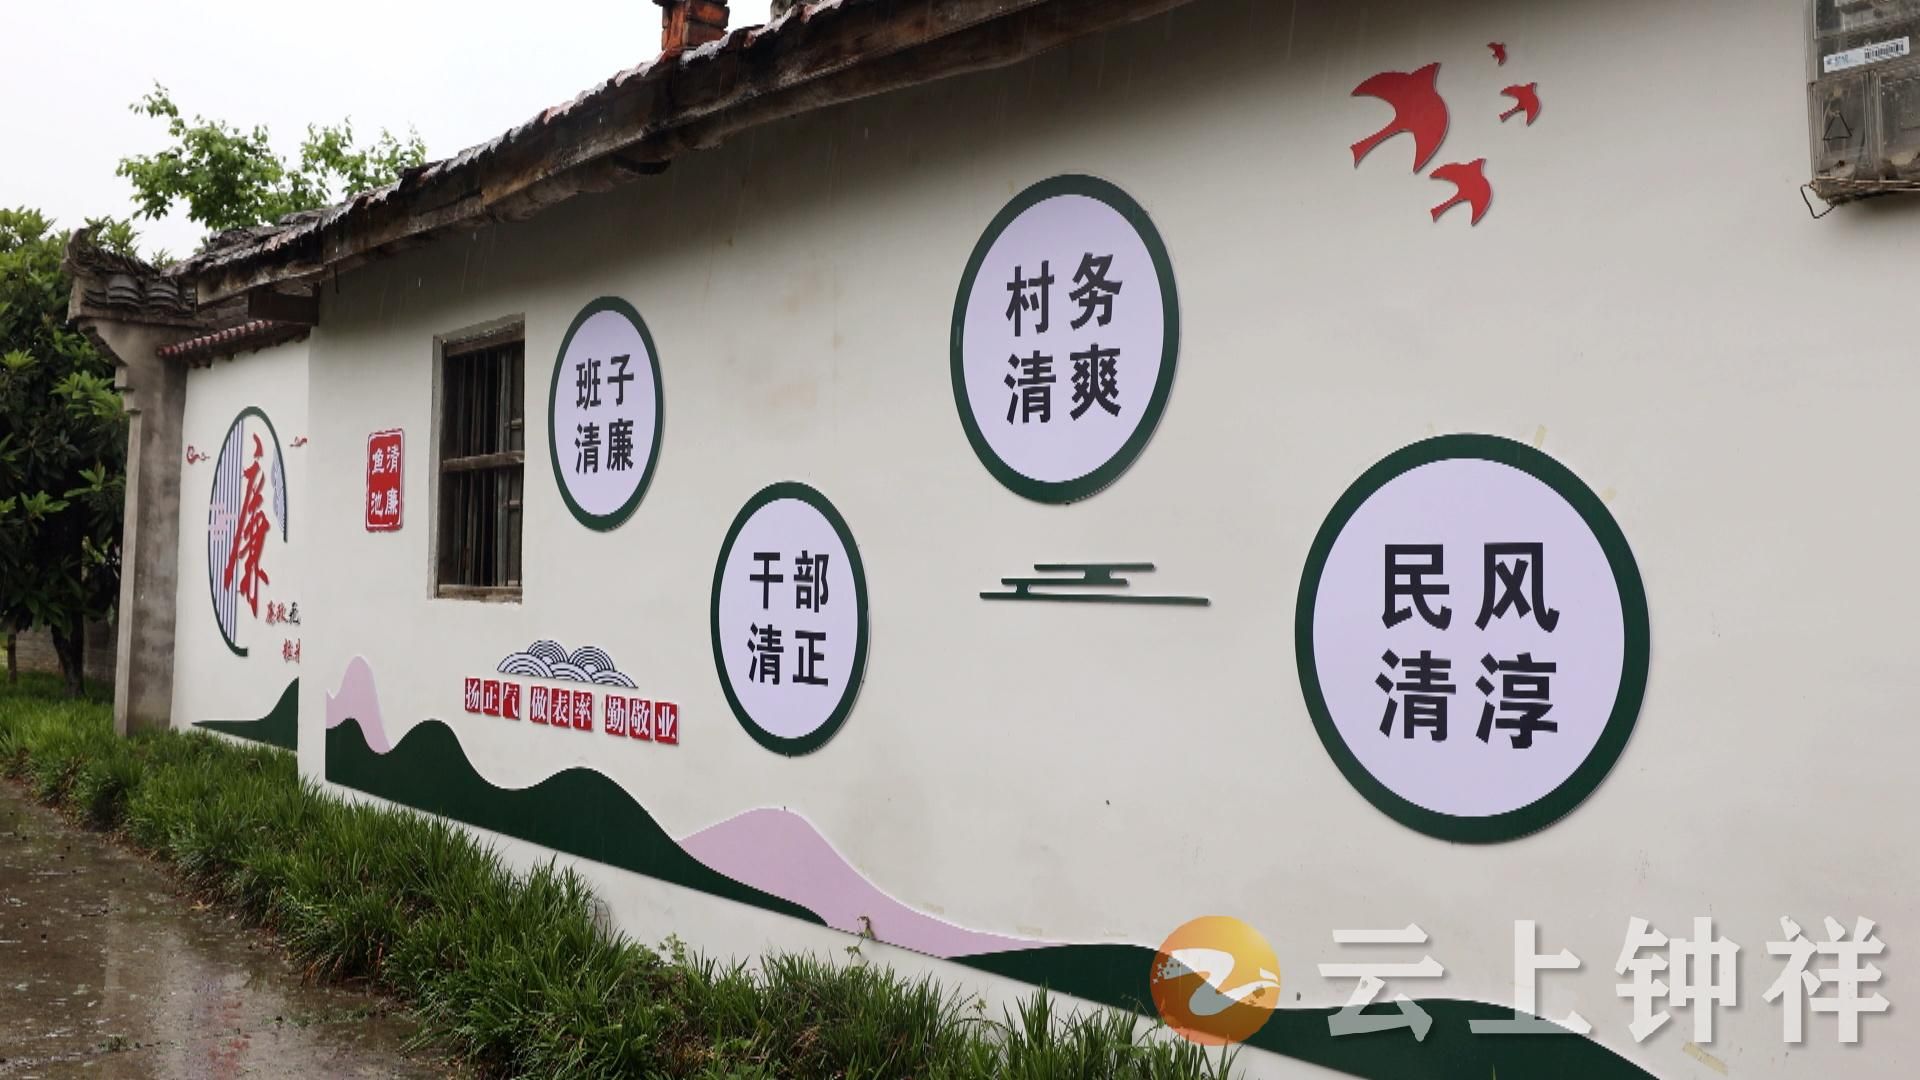 廉
清廉
鱼池
班子
清廉
扬正气 做表率 勤敬业
干部
清正
村务
清爽
民风
清淳
云上钟祥